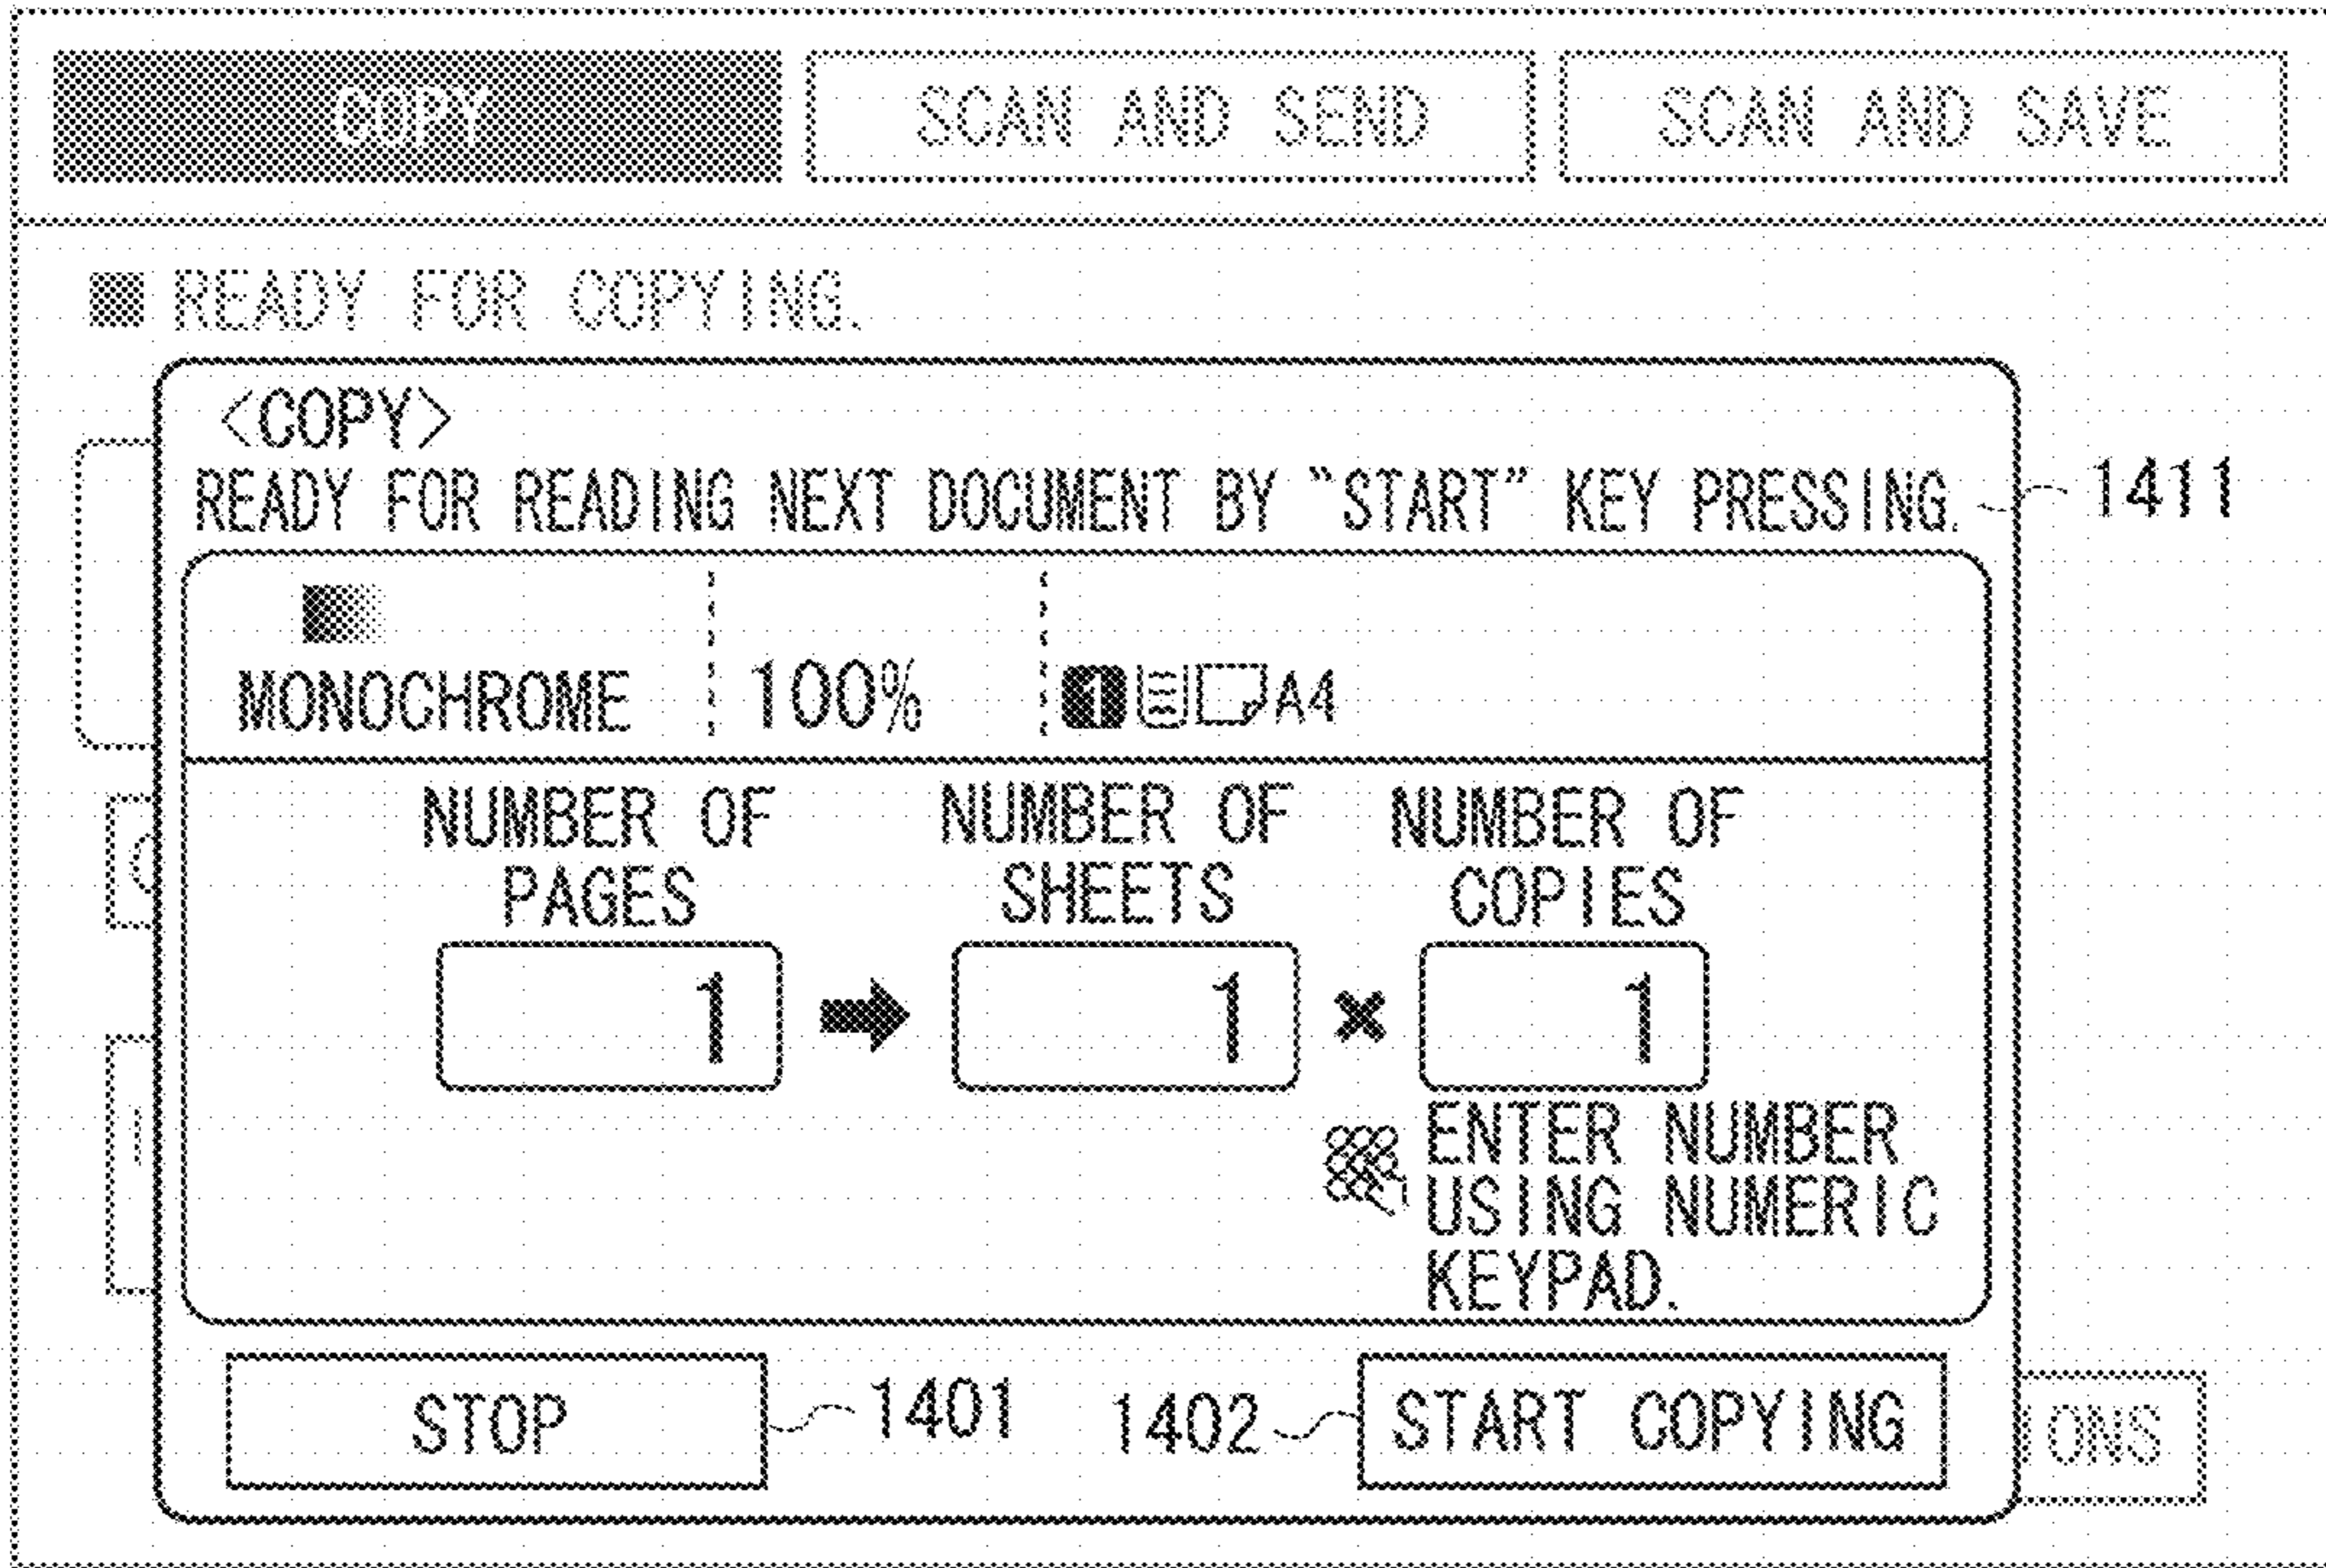 COPY
SCAN AND SEND
SCAN AND SAVE
READY FOR COPYING.
<COPY>
READY FOR READING NEXT DOCUMENT BY "START" KEY PRESSING.
1411
MONOCHROME
100%
1 A4
NUMBER OF PAGES
NUMBER OF SHEETS
NUMBER OF COPIES
1
1
×
1
ENTER NUMBER
USING NUMERIC
KEYPAD.
STOP
1401
1402
START COPYING
IONS